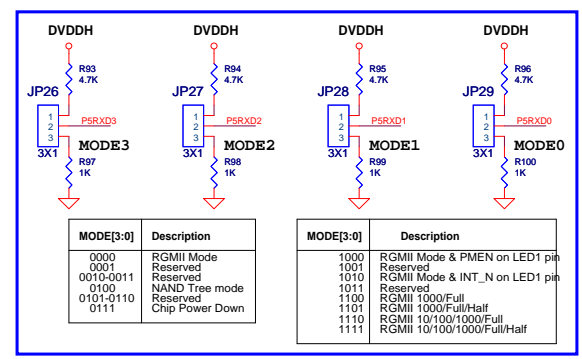 DVDDH DVDDH DVDDH DVDDH
R93 4.7K R94 4.7K R95 4.7K R96 4.7K
JP26 JP27 JP28 JP29
1 1 1 1
2 P5RXD3 2 P5RXD2 2 P5RXD1 2 P5RXD0
3 3 3 3
3X1 MODE3 3X1 MODE2 3X1 MODE1 3X1 MODE0
R97 1K R98 1K R99 1K R100 1K
MODE[3:0] Description
0000 RGMII Mode
0001 Reserved
0010-0011 Reserved
0100 NAND Tree mode
0101-0110 Reserved
0111 Chip Power Down
MODE[3:0] Description
1000 RGMII Mode & PMEN on LED1 pin
1001 Reserved
1010 RGMII Mode & INT_N on LED1 pin
1011 Reserved
1100 RGMII 1000/Full
1101 RGMII 1000/Full/Half
1110 RGMII 10/100/1000/Full
1111 RGMII 10/100/1000/Full/Half